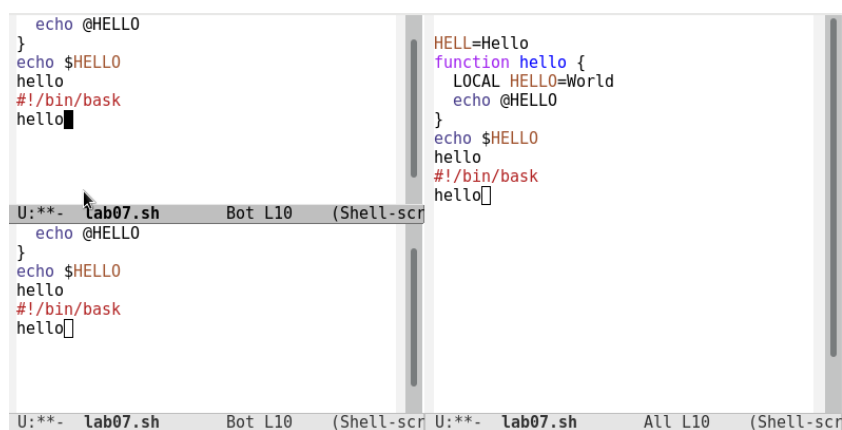 echo @HELLO
}
echo $HELLO
hello
#!/bin/bask
hello
U:**-  lab07.sh        Bot L10     (Shell-scr
  echo @HELLO
}
echo $HELLO
hello
#!/bin/bask
hello
U:**-  lab07.sh        Bot L10     (Shell-scr
HELL=Hello
function hello {
  LOCAL HELLO=World
  echo @HELLO
}
echo $HELLO
hello
#!/bin/bask
hello
U:**-  lab07.sh        All L10     (Shell-scr